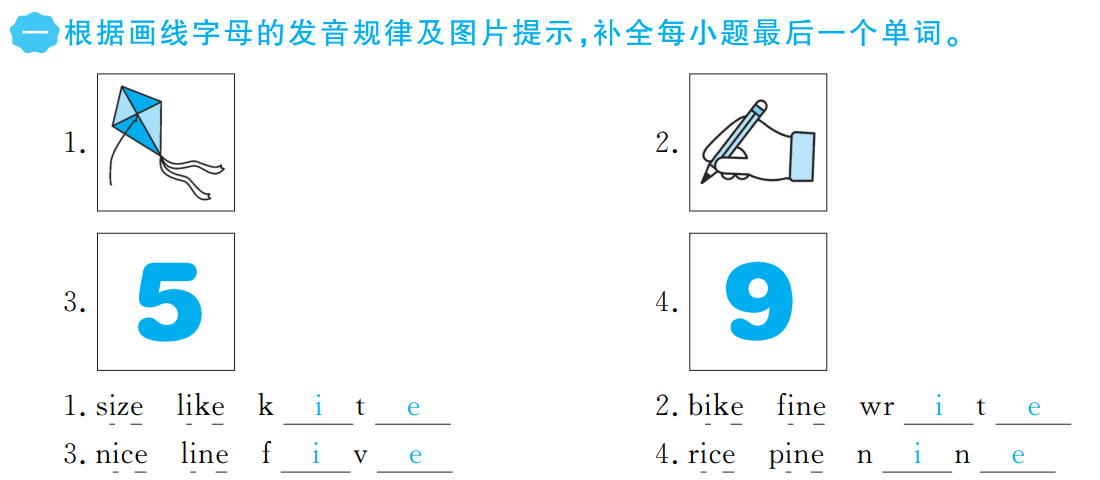 一 根据画线字母的发音规律及图片提示,补全每小题最后一个单词。
1. 2.
3. 5 4. 9
1. size like k i t e 2. bike fine wr i t e
3. nice line f i v e 4. rice pine n i n e